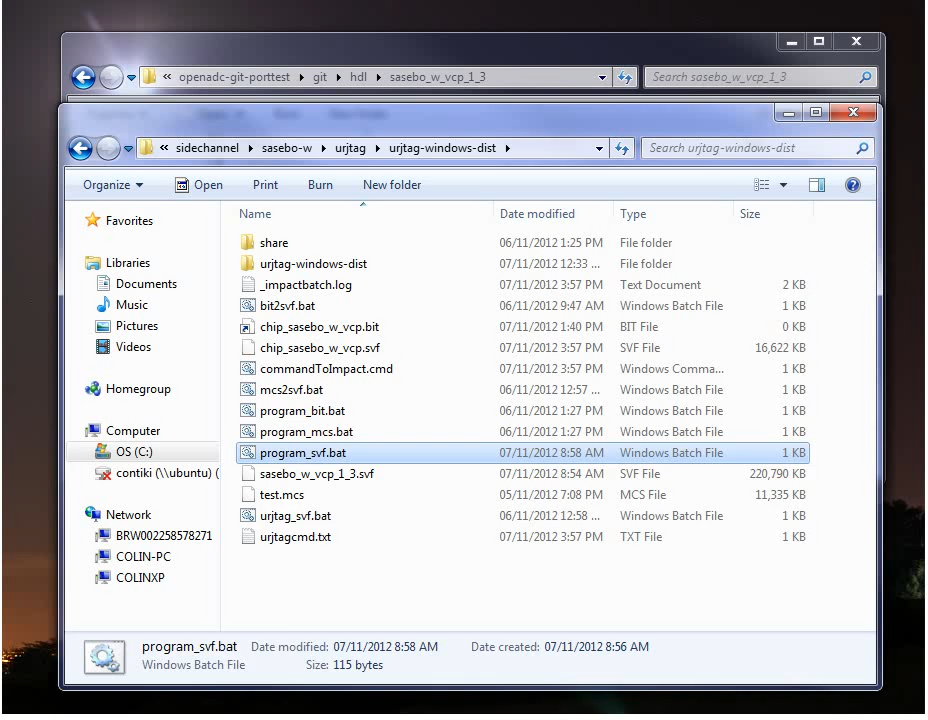 « openadc-git-porttest ▸ git ▸ hdl ▸ sasebo_w_vcp_1_3
Search sasebo_w_vcp_1_3
« sidechannel ▸ sasebo-w ▸ urjtag ▸ urjtag-windows-dist ▸
Search urjtag-windows-dist
Organize Open Print Burn New folder
Name Date modified Type Size
Favorites
Libraries
Documents
Music
Pictures
Videos
Homegroup
Computer
OS (C:)
contiki (\\ubuntu) (
Network
BRW002258578271
COLIN-PC
COLINXP
share 06/11/2012 1:25 PM File folder
urjtag-windows-dist 07/11/2012 12:33 ... File folder
_impactbatch.log 07/11/2012 3:57 PM Text Document 2 KB
bit2svf.bat 06/11/2012 9:47 AM Windows Batch File 1 KB
chip_sasebo_w_vcp.bit 07/11/2012 1:40 PM BIT File 0 KB
chip_sasebo_w_vcp.svf 07/11/2012 3:57 PM SVF File 16,622 KB
commandToImpact.cmd 07/11/2012 3:57 PM Windows Comma... 1 KB
mcs2svf.bat 06/11/2012 12:57 ... Windows Batch File 1 KB
program_bit.bat 06/11/2012 1:27 PM Windows Batch File 1 KB
program_mcs.bat 06/11/2012 1:27 PM Windows Batch File 1 KB
program_svf.bat 07/11/2012 8:58 AM Windows Batch File 1 KB
sasebo_w_vcp_1_3.svf 07/11/2012 8:54 AM SVF File 220,790 KB
test.mcs 05/11/2012 7:08 PM MCS File 11,335 KB
urjtag_svf.bat 06/11/2012 12:58 ... Windows Batch File 1 KB
urjtagcmd.txt 07/11/2012 3:57 PM TXT File 1 KB
program_svf.bat Date modified: 07/11/2012 8:58 AM Date created: 07/11/2012 8:56 AM
Windows Batch File Size: 115 bytes